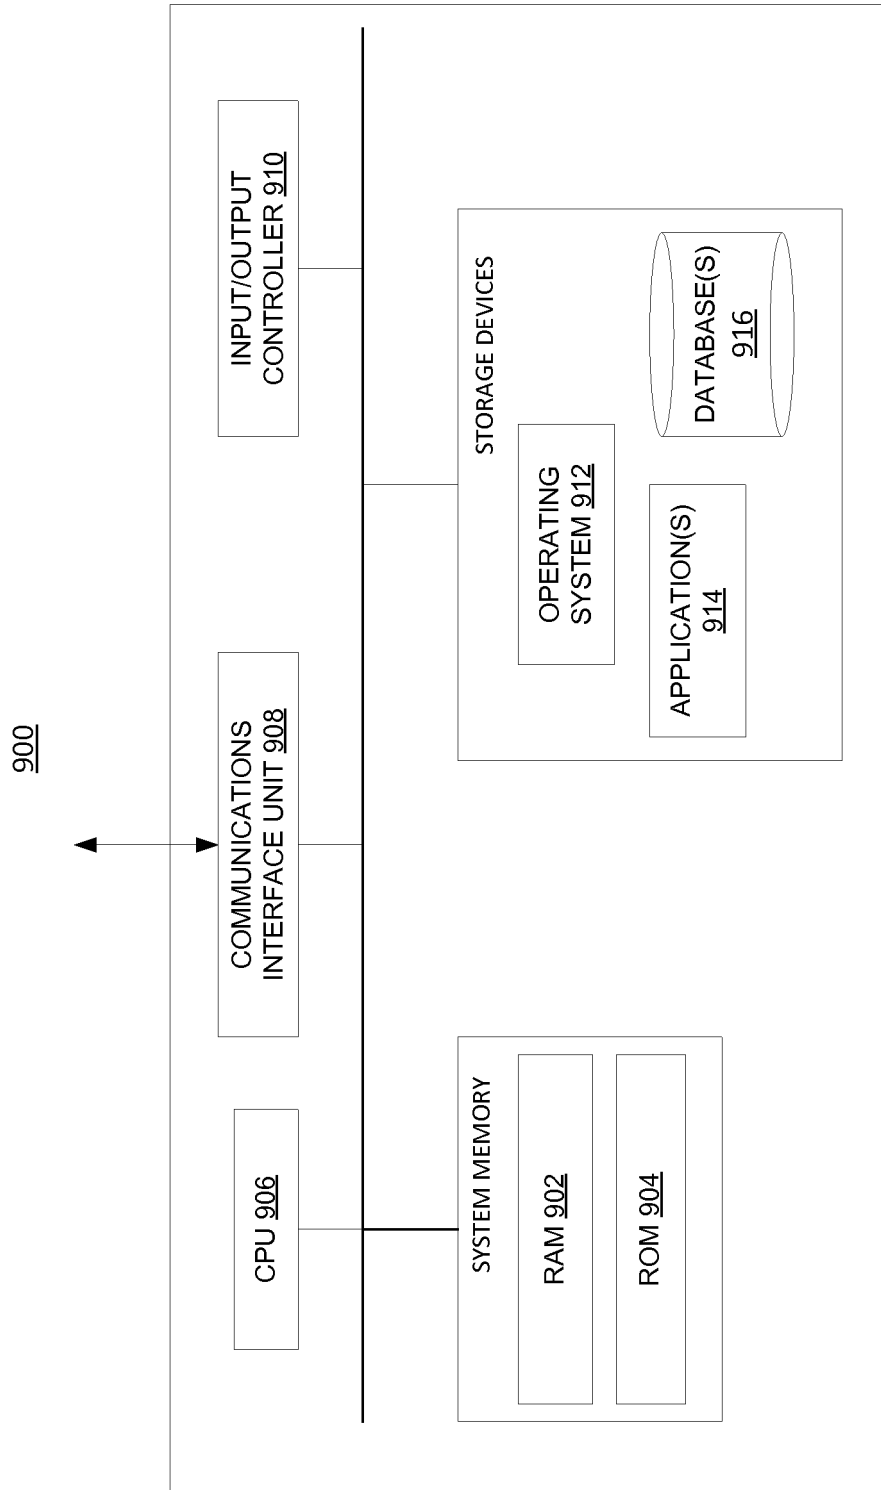 900
CPU 906
COMMUNICATIONS
INTERFACE UNIT 908
INPUT/OUTPUT
CONTROLLER 910
SYSTEM MEMORY
RAM 902
ROM 904
STORAGE DEVICES
OPERATING
SYSTEM 912
APPLICATION(S)
914
DATABASE(S)
916